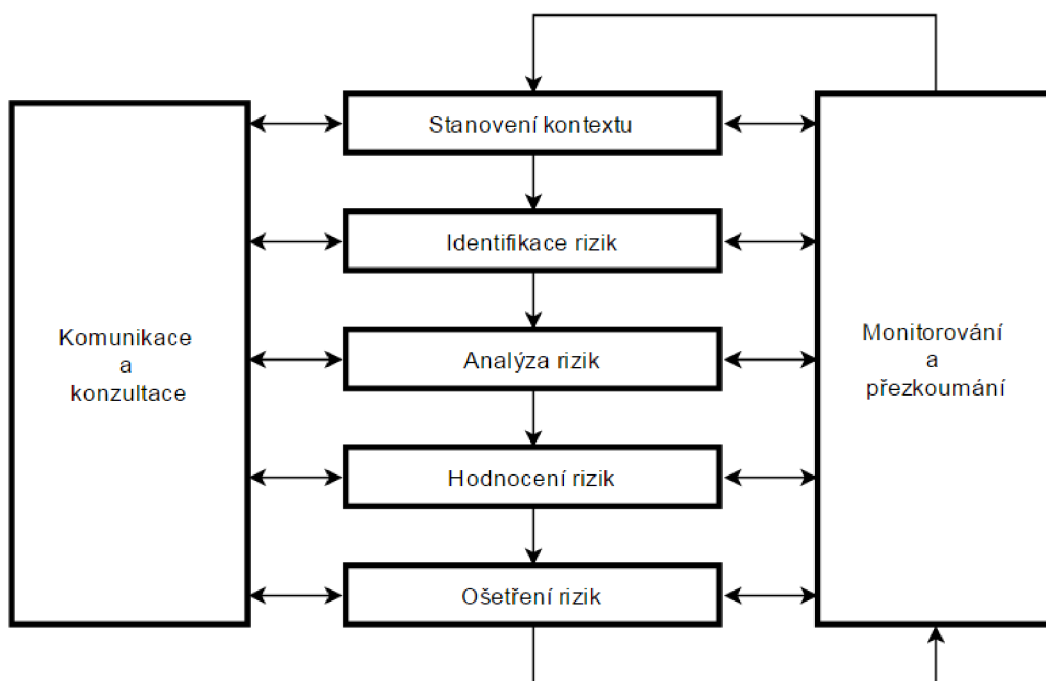 Stanovení kontextu
Identifikace rizik
Komunikace
a
konzultace
Analýza rizik
Monitorování
a
přezkoumání
Hodnocení rizik
Ošetření rizik